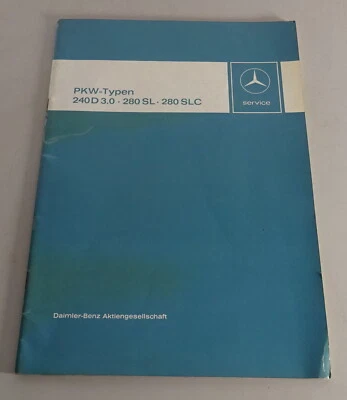 PKW-Typen
240 D 3.0 · 280 SL · 280 SLC
service
Daimler-Benz Aktiengesellschaft